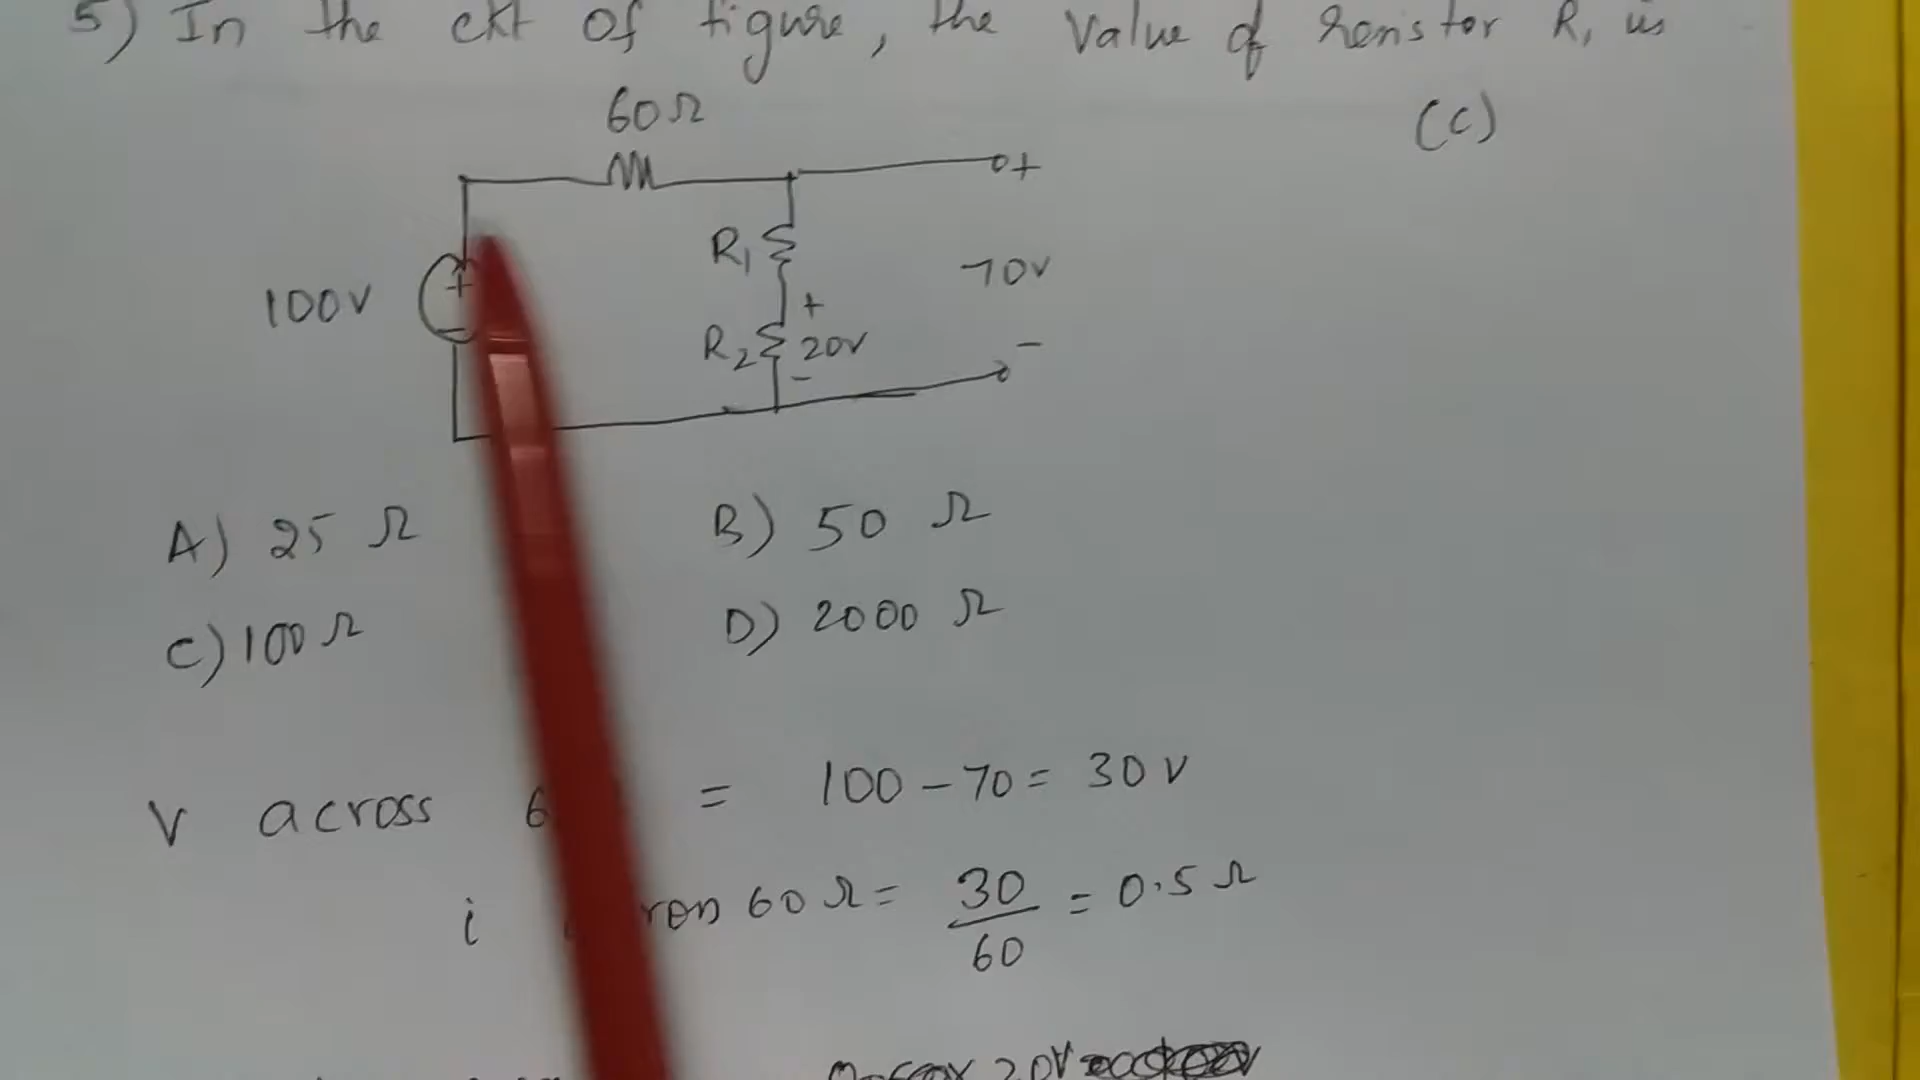 5) In the ckt of figure, the Value of resistor R1 is
(C)
60Ω
+
R1
100V
+
70V
+
R2 20V
-
-
-
A) 25 Ω B) 50 Ω
C) 100 Ω D) 2000 Ω
V across 6 = 100 - 70 = 30 V
i 60 Ω = 30/60 = 0.5 Ω
20V